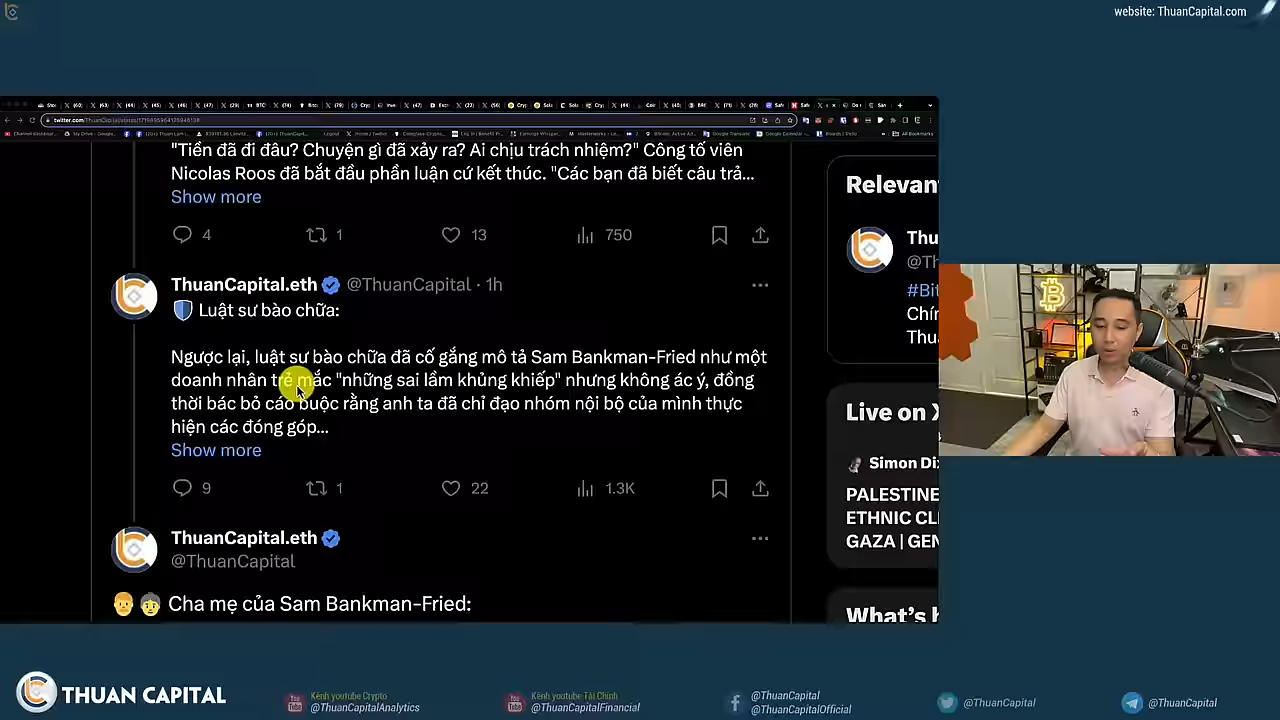 website: ThuanCapital.com
"Tiền đã đi đâu? Chuyện gì đã xảy ra? Ai chịu trách nhiệm?" Công tố viên
Nicolas Roos đã bắt đầu phần luận cứ kết thúc. "Các bạn đã biết câu trả...
Show more
4 1 13 750
ThuanCapital.eth @ThuanCapital · 1h
Luật sư bào chữa:
Ngược lại, luật sư bào chữa đã cố gắng mô tả Sam Bankman-Fried như một
doanh nhân trẻ mắc "những sai lầm khủng khiếp" nhưng không ác ý, đồng
thời bác bỏ cáo buộc rằng anh ta đã chỉ đạo nhóm nội bộ của mình thực
hiện các đóng góp...
Show more
9 1 22 1.3K
ThuanCapital.eth
@ThuanCapital
Cha mẹ của Sam Bankman-Fried:
Relevan
Thu
@Th
#Bit
Chín
Thu
Live on X
Simon Dix
PALESTINE
ETHNIC CL
GAZA | GEN
What's h
THUAN CAPITAL
Kênh youtube Crypto
@ThuanCapitalAnalytics
Kênh youtube Tài Chính
@ThuanCapitalFinancial
@ThuanCapital
@ThuanCapitalOfficial
@ThuanCapital
@ThuanCapital